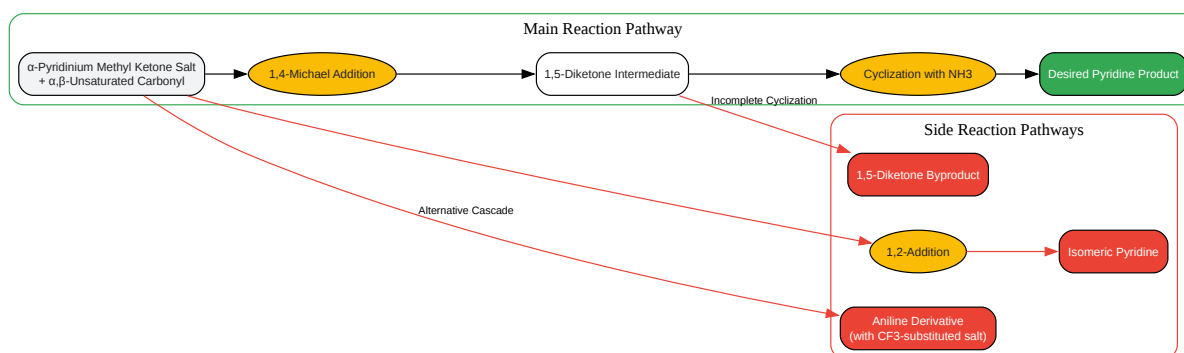 Main Reaction Pathway
α-Pyridinium Methyl Ketone Salt
+ α,β-Unsaturated Carbonyl
1,4-Michael Addition
1,5-Diketone Intermediate
Cyclization with NH3
Desired Pyridine Product
Incomplete Cyclization
Side Reaction Pathways
1,5-Diketone Byproduct
Alternative Cascade
1,2-Addition
Isomeric Pyridine
Aniline Derivative
(with CF3-substituted salt)